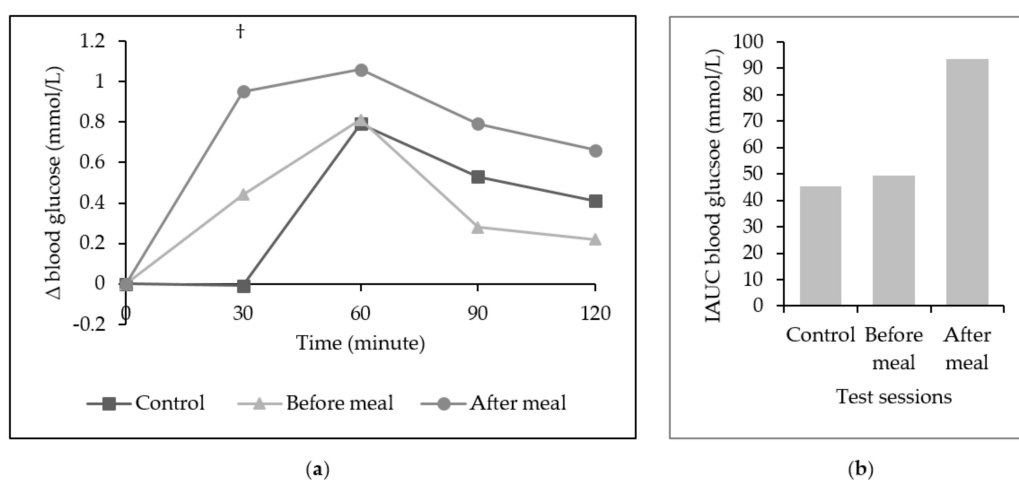 †
1.2
1
0.8
0.6
0.4
0.2
0
-0.2
Δ blood glucose (mmol/L)
0 30 60 90 120
Time (minute)
Control Before meal After meal
(a)
100
90
80
70
60
50
40
30
20
10
0
IAUC blood glucsoe (mmol/L)
Control Before After
meal meal
Test sessions
(b)